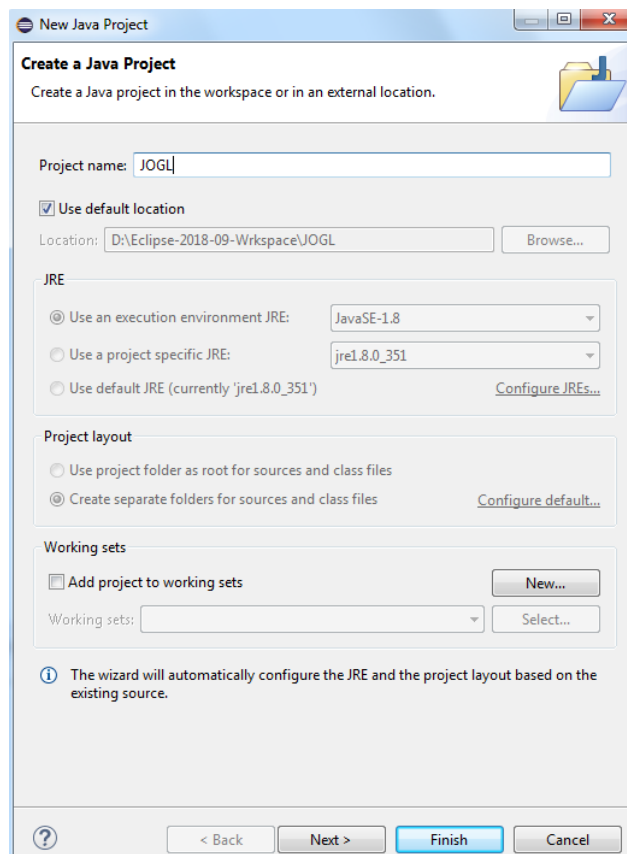 New Java Project
Create a Java Project
Create a Java project in the workspace or in an external location.
Project name: JOGL
Use default location
Location: D:\Eclipse-2018-09-Wrkspace\JOGL Browse...
JRE
Use an execution environment JRE: JavaSE-1.8
Use a project specific JRE: jre1.8.0_351
Use default JRE (currently 'jre1.8.0_351') Configure JREs...
Project layout
Use project folder as root for sources and class files
Create separate folders for sources and class files Configure default...
Working sets
Add project to working sets New...
Working sets: Select...
The wizard will automatically configure the JRE and the project layout based on the
existing source.
? < Back Next > Finish Cancel